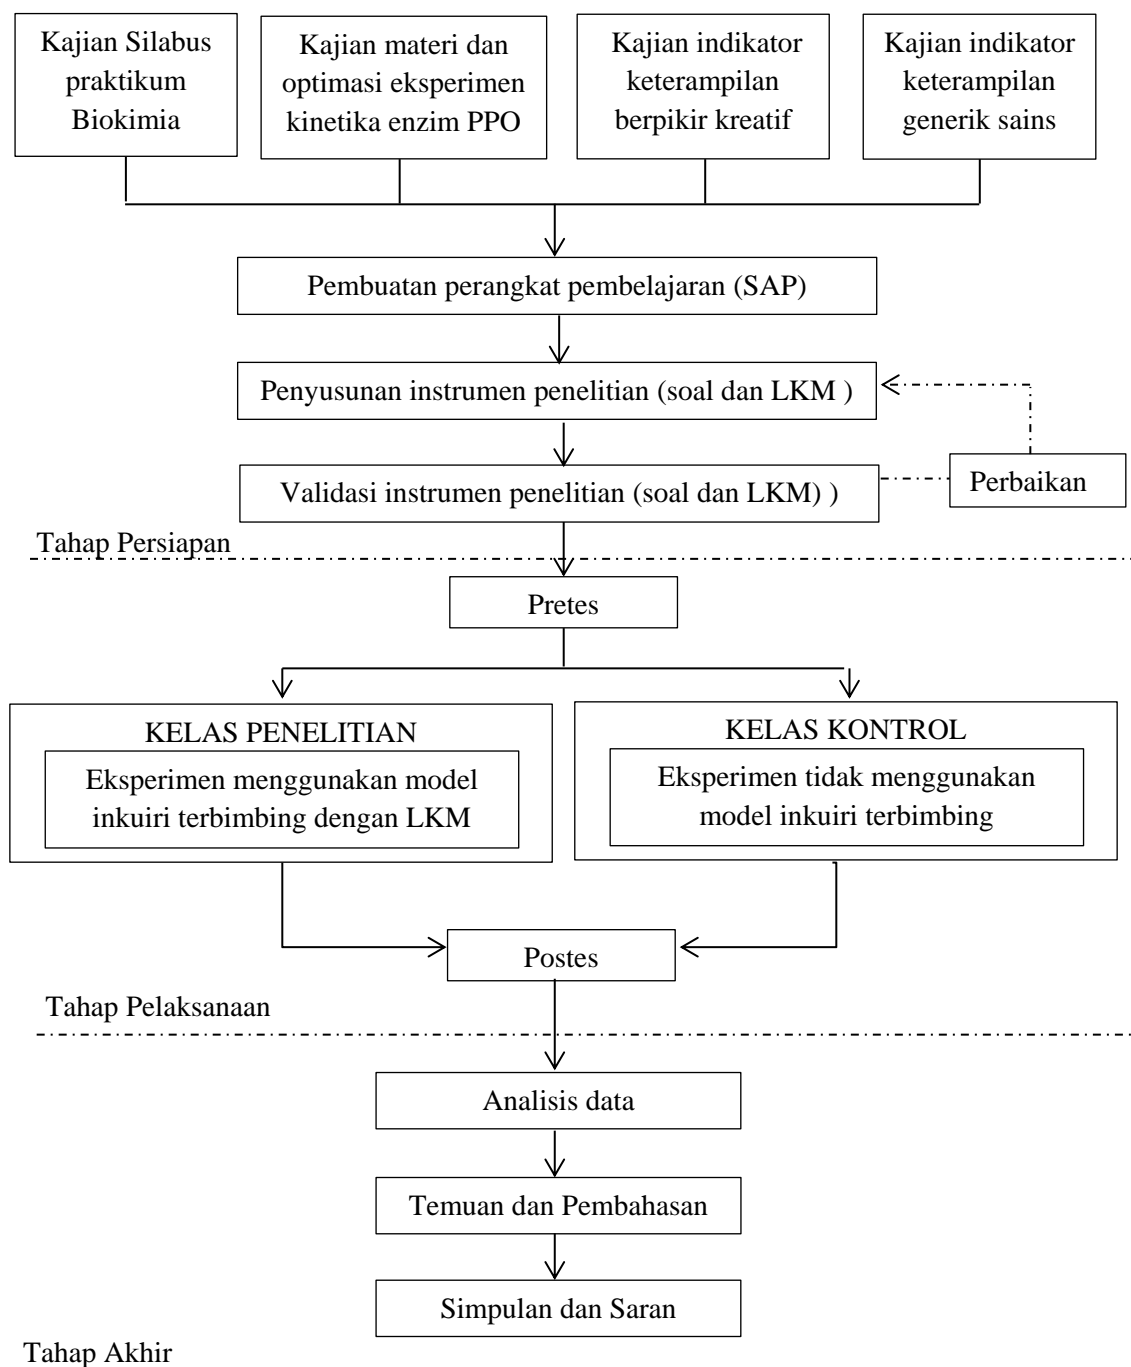 Kajian Silabus
praktikum
Biokimia
Kajian materi dan
optimasi eksperimen
kinetika enzim PPO
Kajian indikator
keterampilan
berpikir kreatif
Kajian indikator
keterampilan
generik sains
Pembuatan perangkat pembelajaran (SAP)
Penyusunan instrumen penelitian (soal dan LKM )
Validasi instrumen penelitian (soal dan LKM) )
Perbaikan
Tahap Persiapan
Pretes
KELAS PENELITIAN
Eksperimen menggunakan model
inkuiri terbimbing dengan LKM
KELAS KONTROL
Eksperimen tidak menggunakan
model inkuiri terbimbing
Postes
Tahap Pelaksanaan
Analisis data
Temuan dan Pembahasan
Simpulan dan Saran
Tahap Akhir